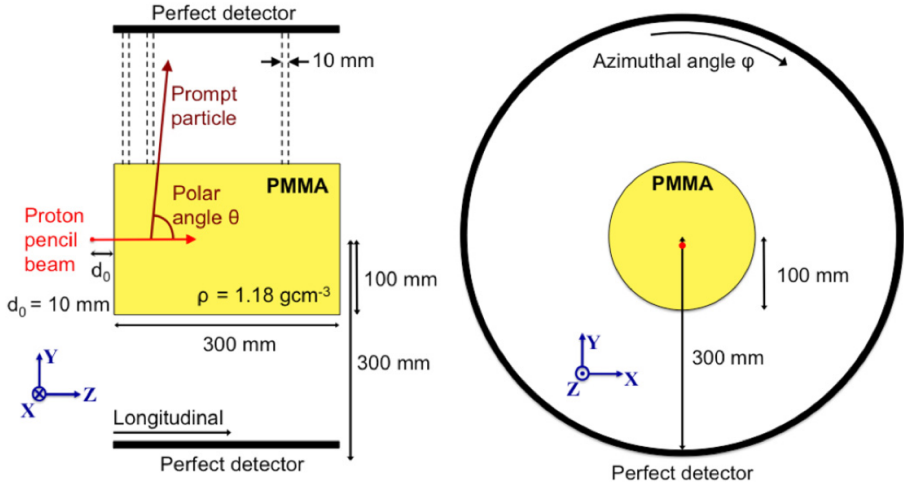 Perfect detector
10 mm
Prompt
particle
PMMA
Polar
angle θ
Proton
pencil
beam
d₀
d₀ = 10 mm
ρ = 1.18 gcm⁻³
100 mm
300 mm
300 mm
Y
X
Z
Longitudinal
Perfect detector
Azimuthal angle φ
PMMA
100 mm
300 mm
Y
Z
X
Perfect detector